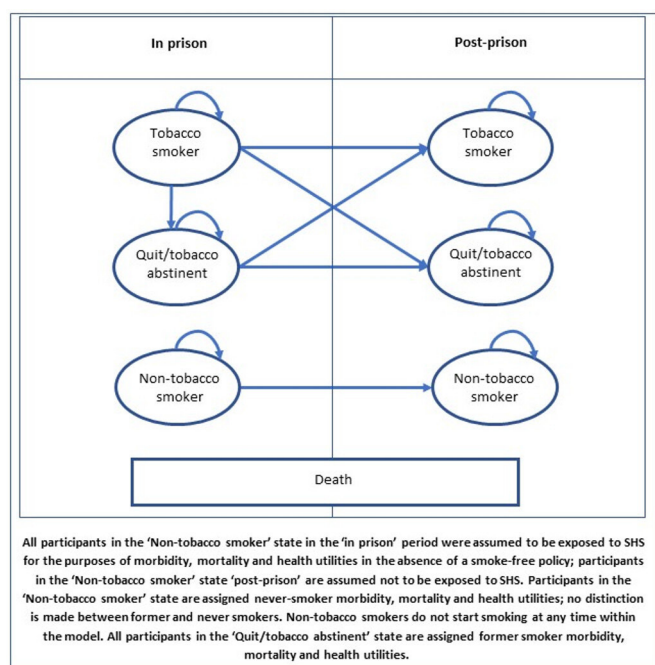 In prison
Post-prison
Tobacco
smoker
Tobacco
smoker
Quit/tobacco
abstinent
Quit/tobacco
abstinent
Non-tobacco
smoker
Non-tobacco
smoker
Death
All participants in the ‘Non-tobacco smoker’ state in the ‘in prison’ period were assumed to be exposed to SHS
for the purposes of morbidity, mortality and health utilities in the absence of a smoke-free policy; participants
in the ‘Non-tobacco smoker’ state ‘post-prison’ are assumed not to be exposed to SHS. Participants in the
‘Non-tobacco smoker’ state are assigned never-smoker morbidity, mortality and health utilities; no distinction
is made between former and never smokers. Non-tobacco smokers do not start smoking at any time within
the model. All participants in the ‘Quit/tobacco abstinent’ state are assigned former smoker morbidity,
mortality and health utilities.